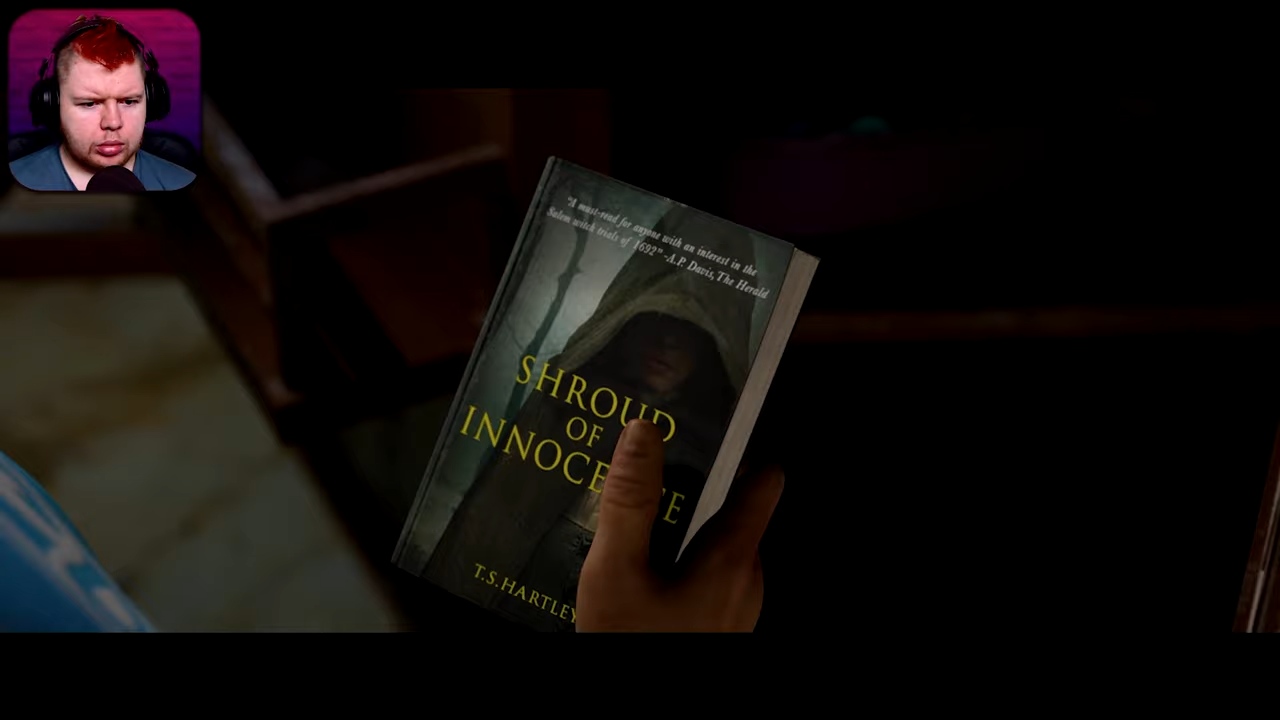 "A must-read for anyone with an interest in the
Salem witch trials of 1692" -A.P. Davis, The Herald
SHROUD
OF
INNOCE E
T.S.HARTLEY